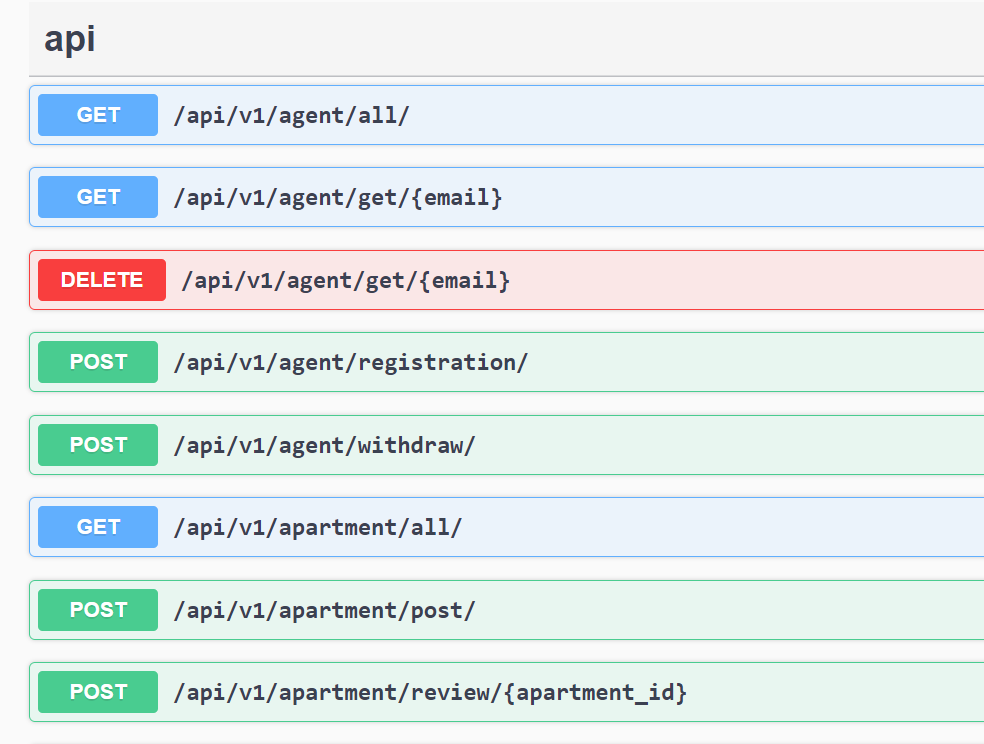 api
GET /api/v1/agent/all/
GET /api/v1/agent/get/{email}
DELETE /api/v1/agent/get/{email}
POST /api/v1/agent/registration/
POST /api/v1/agent/withdraw/
GET /api/v1/apartment/all/
POST /api/v1/apartment/post/
POST /api/v1/apartment/review/{apartment_id}